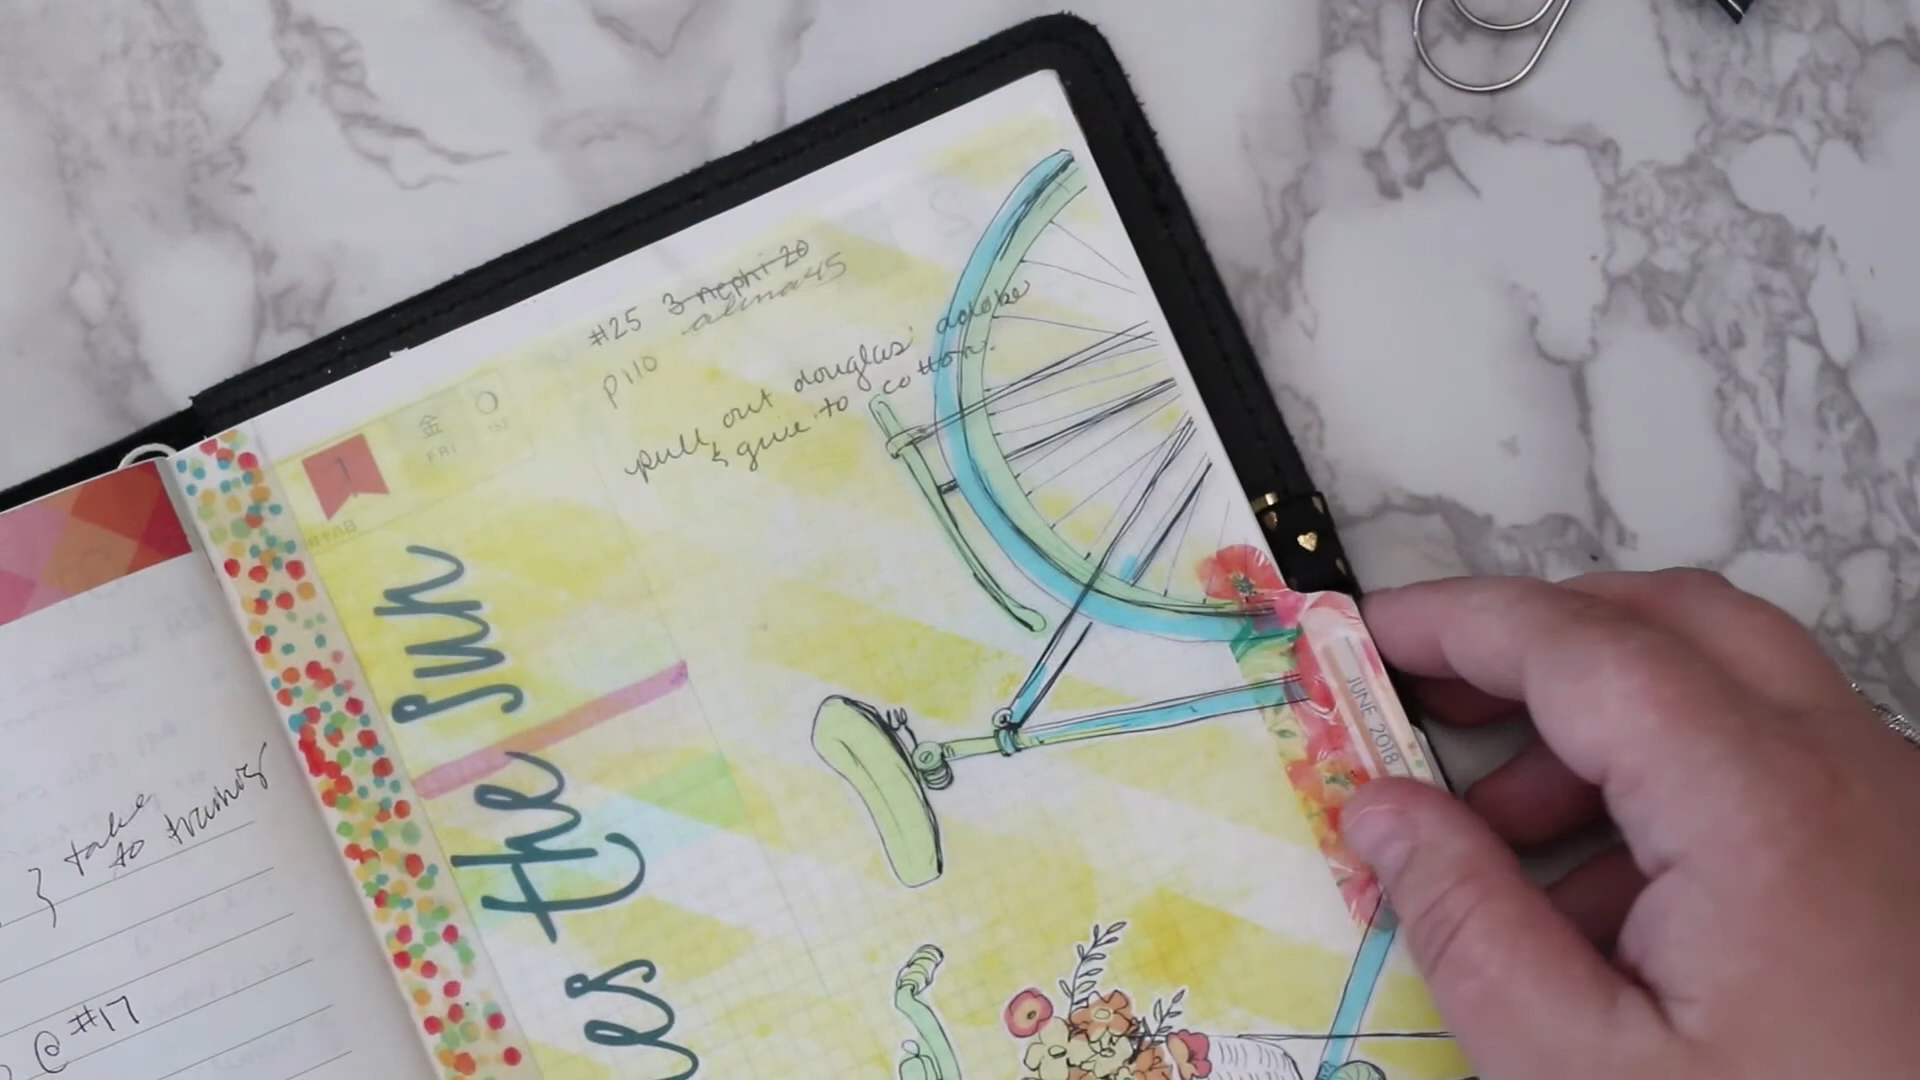 #25 3 nephi 20
alma 45
p110
pull out douglas'
& give to cotton.
1
金
FRI
take
to training
@ #17
es the sun
JUNE 2018